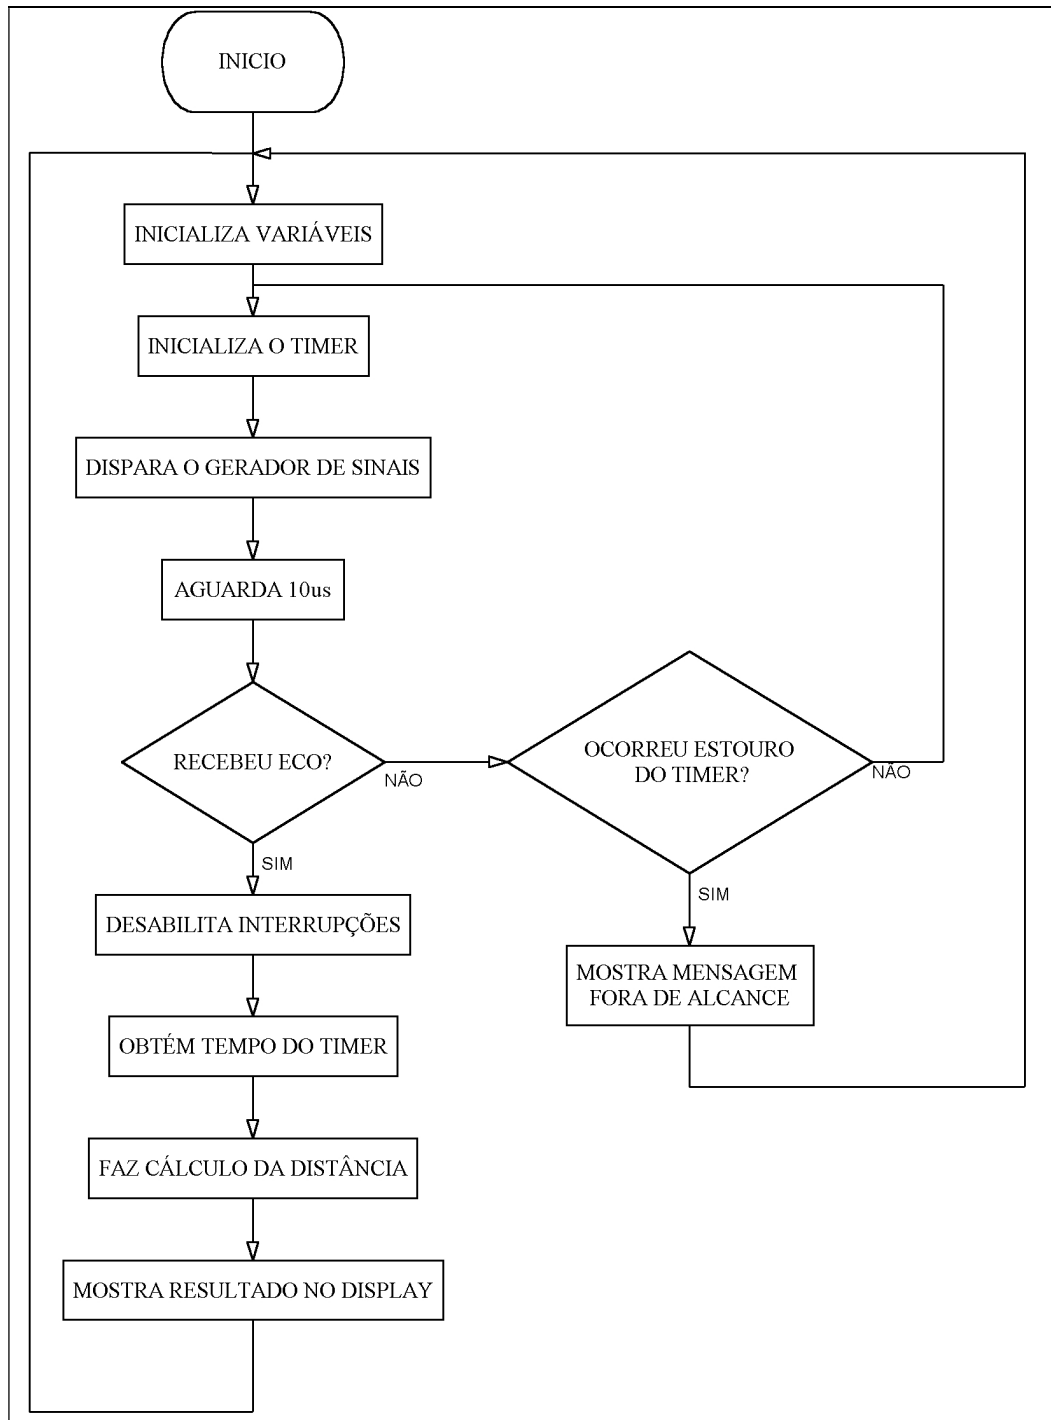 INICIO
INICIALIZA VARIÁVEIS
INICIALIZA O TIMER
DISPARA O GERADOR DE SINAIS
AGUARDA 10us
RECEBEU ECO?
NÃO
OCORREU ESTOURO
DO TIMER?
NÃO
SIM
SIM
DESABILITA INTERRUPÇÕES
MOSTRA MENSAGEM
FORA DE ALCANCE
OBTÉM TEMPO DO TIMER
FAZ CÁLCULO DA DISTÂNCIA
MOSTRA RESULTADO NO DISPLAY